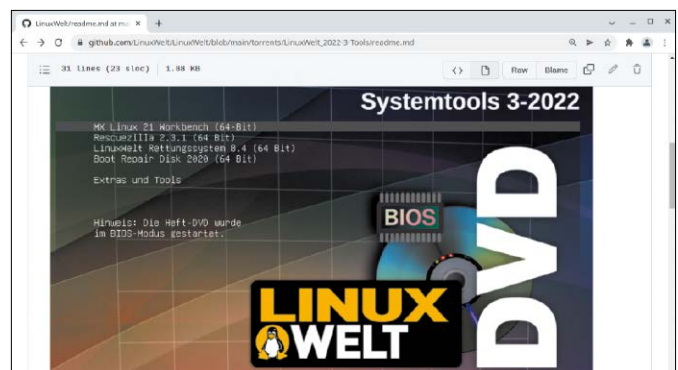 LinuxWelt/readme.md at ma
github.com/LinuxWelt/LinuxWelt/blob/main/torrents/LinuxWelt_2022-3-Tools/readme.md
31 lines (23 sloc) 1.98 KB
Raw Blame
Systemtools 3-2022
MX Linux 21 Workbench (64-Bit)
Rescuezilla 2.3.1 (64 Bit)
LinuxWelt Rettungssystem 8.4 (64 Bit)
Boot Repair Disk 2020 (64 Bit)
Extras und Tools
Hinweis: Die Heft-DVD wurde
im BIOS-Modus gestartet.
BIOS
DVD
LINUX
WELT